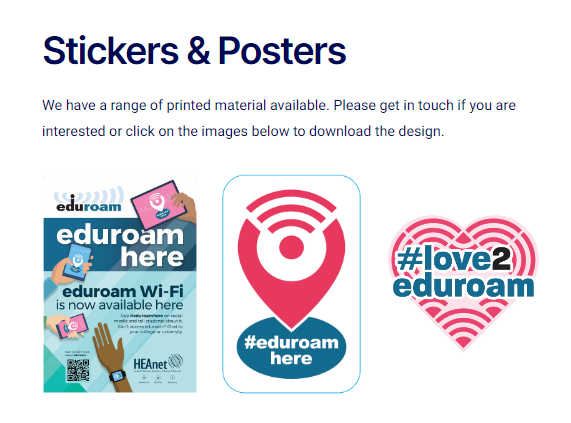 Stickers & Posters
We have a range of printed material available. Please get in touch if you are
interested or click on the images below to download the design.
eduroam
eduroam
here
eduroam Wi-Fi
is now available here
HEAnet
#eduroam
here
#love2
eduroam